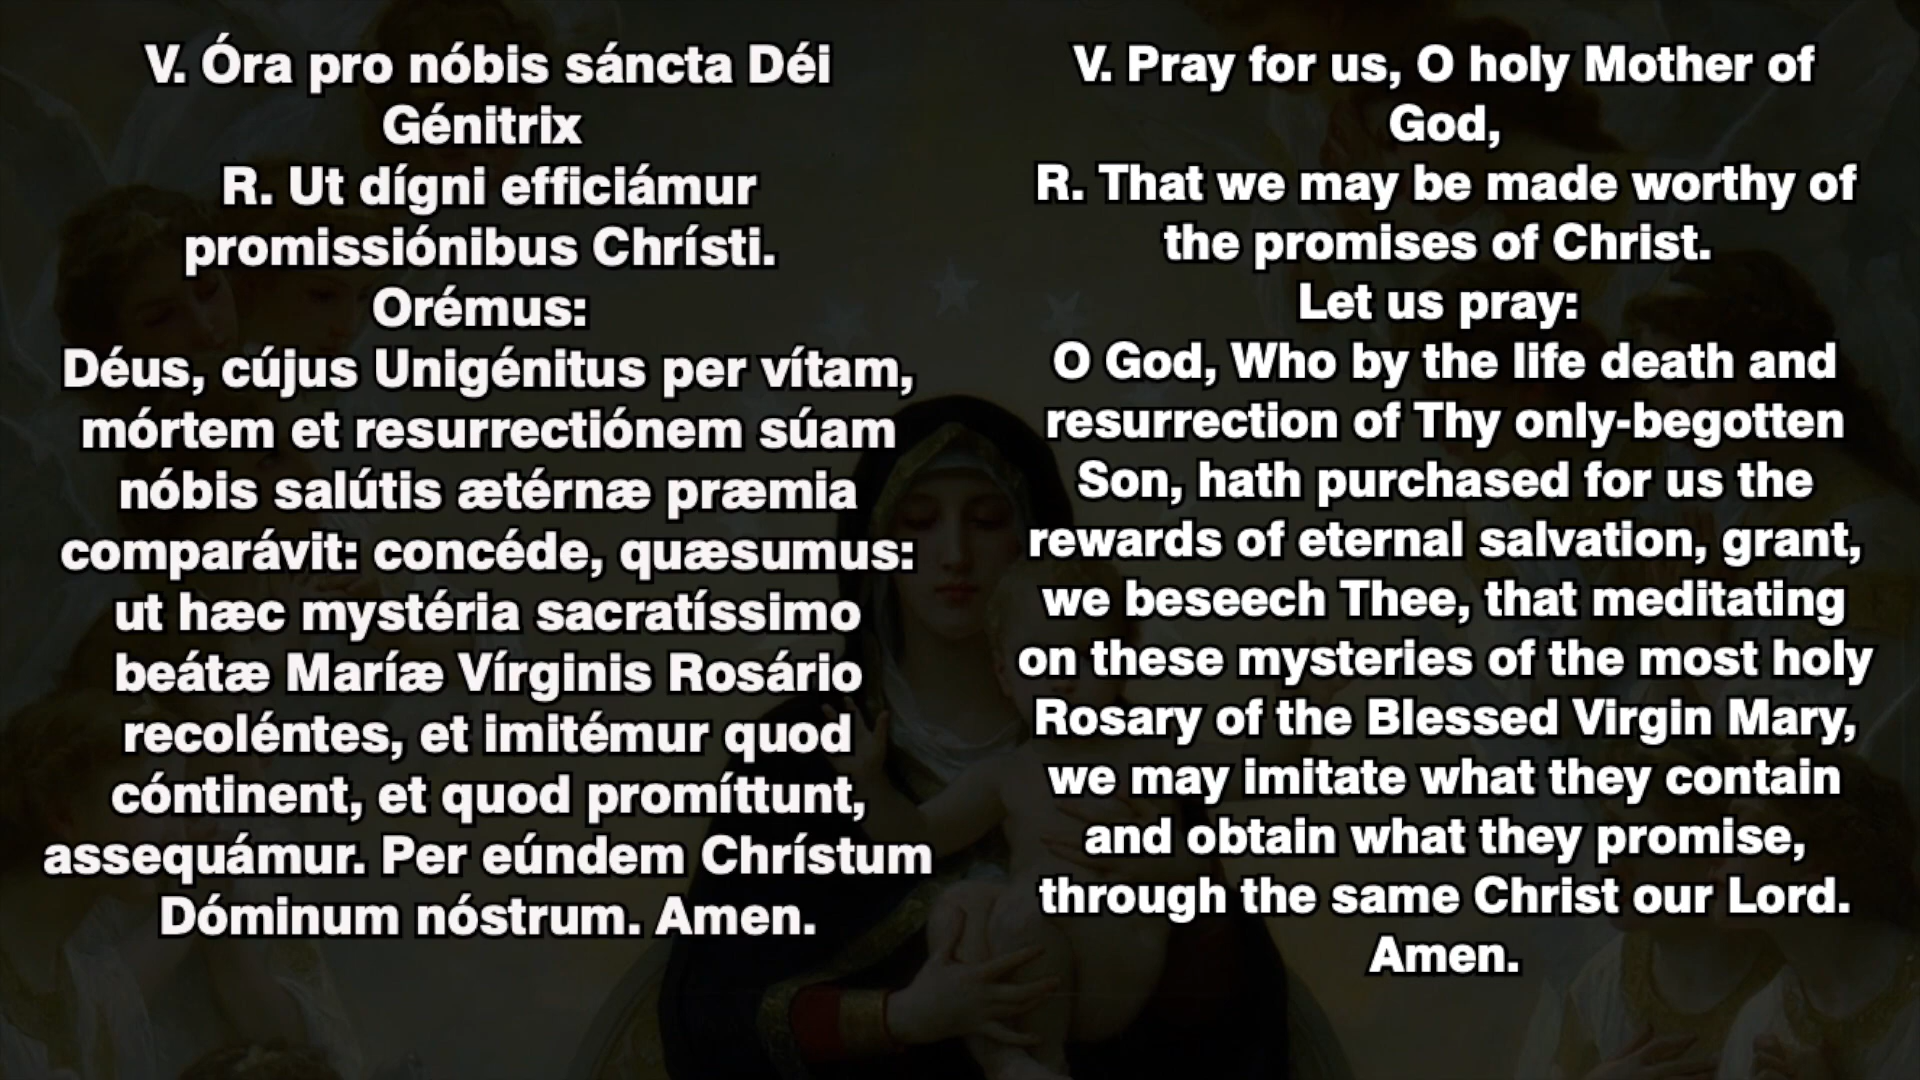 V. Óra pro nóbis sáncta Déi
Génitrix
R. Ut dígni efficiámur
promissiónibus Chrísti.
Orémus:
Déus, cújus Unigénitus per vítam,
mórtem et resurrectiónem súam
nóbis salútis ætérnæ præmia
comparávit: concéde, quæsumus:
ut hæc mystéria sacratíssimo
beátæ Maríæ Vírginis Rosário
recoléntes, et imitémur quod
cóntinent, et quod promíttunt,
assequámur. Per eúndem Chrístum
Dóminum nóstrum. Amen.
V. Pray for us, O holy Mother of
God,
R. That we may be made worthy of
the promises of Christ.
Let us pray:
O God, Who by the life death and
resurrection of Thy only-begotten
Son, hath purchased for us the
rewards of eternal salvation, grant,
we beseech Thee, that meditating
on these mysteries of the most holy
Rosary of the Blessed Virgin Mary,
we may imitate what they contain
and obtain what they promise,
through the same Christ our Lord.
Amen.